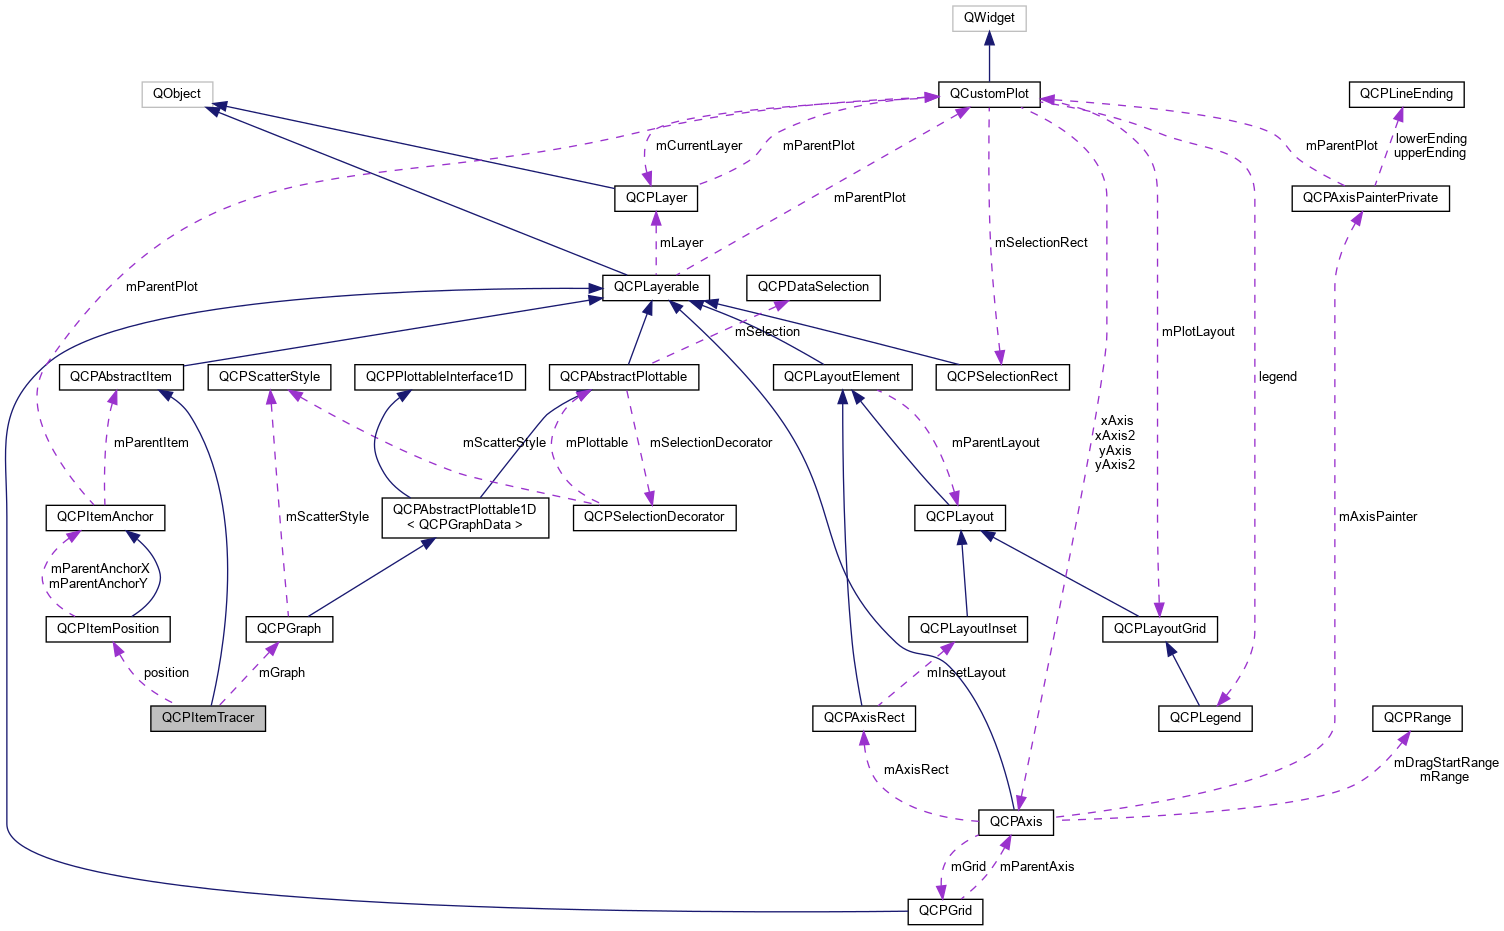 QWidget
QObject
QCustomPlot
QCPLineEnding
mCurrentLayer
mParentPlot
mParentPlot
lowerEnding
upperEnding
QCPLayer
mParentPlot
QCPAxisPainterPrivate
mLayer
mSelectionRect
mParentPlot
QCPLayerable
QCPDataSelection
mSelection
mPlotLayout
QCPAbstractItem
QCPScatterStyle
QCPPlottableInterface1D
QCPAbstractPlottable
QCPLayoutElement
QCPSelectionRect
legend
mParentItem
mScatterStyle
mPlottable
mSelectionDecorator
mParentLayout
xAxis
xAxis2
yAxis
yAxis2
QCPItemAnchor
mScatterStyle
QCPAbstractPlottable1D
< QCPGraphData >
QCPSelectionDecorator
QCPLayout
mAxisPainter
mParentAnchorX
mParentAnchorY
QCPItemPosition
QCPGraph
QCPLayoutInset
QCPLayoutGrid
position
mGraph
mInsetLayout
QCPItemTracer
QCPAxisRect
QCPLegend
QCPRange
mAxisRect
mDragStartRange
mRange
QCPAxis
mGrid
mParentAxis
QCPGrid